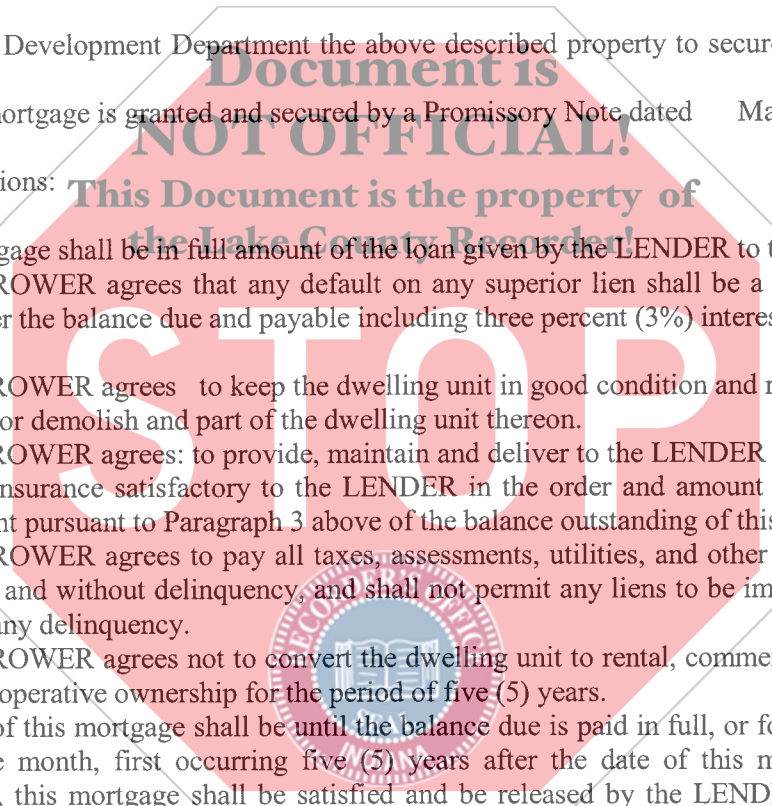 Development Department the above described property to secur
Document is
ortgage is granted and secured by a Promissory Note dated Ma
NOT OFFICIAL!
ions:
This Document is the property of
the Lake County Recorder!
gage shall be in full amount of the loan given by the LENDER to t
ROWER agrees that any default on any superior lien shall be a
er the balance due and payable including three percent (3%) interes
STOP
ROWER agrees to keep the dwelling unit in good condition and r
or demolish and part of the dwelling unit thereon.
ROWER agrees: to provide, maintain and deliver to the LENDER
nsurance satisfactory to the LENDER in the order and amount
nt pursuant to Paragraph 3 above of the balance outstanding of this
ROWER agrees to pay all taxes, assessments, utilities, and other
and without delinquency, and shall not permit any liens to be im
any delinquency.
RECORDER'S OFFICE
ROWER agrees not to convert the dwelling unit to rental, comme
operative ownership for the period of five (5) years.
of this mortgage shall be until the balance due is paid in full, or fo
SEAL
INDIANA
e month, first occurring five (5) years after the date of this m
, this mortgage shall be satisfied and be released by the LEND